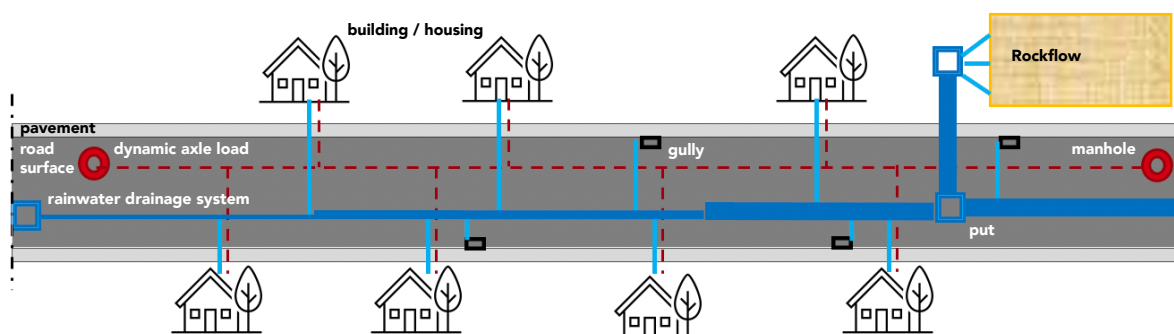 building / housing
Rockflow
pavement
road
surface
dynamic axle load
gully
manhole
rainwater drainage system
put